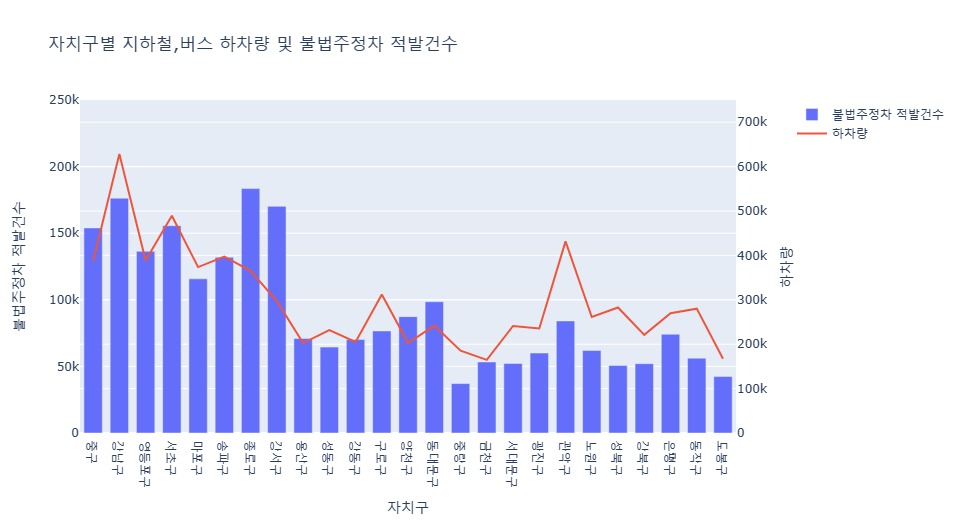 자치구별 지하철,버스 하차량 및 불법주정차 적발건수
불법주정차 적발건수
하차량
250k
200k
150k
100k
50k
0
불법주정차 적발건수
700k
600k
500k
400k
300k
200k
100k
0
하차량
중구
강남구
영등포구
서초구
마포구
송파구
종로구
강서구
용산구
성동구
강동구
구로구
양천구
동대문구
중랑구
금천구
서대문구
광진구
관악구
노원구
성북구
강북구
은평구
동작구
도봉구
자치구